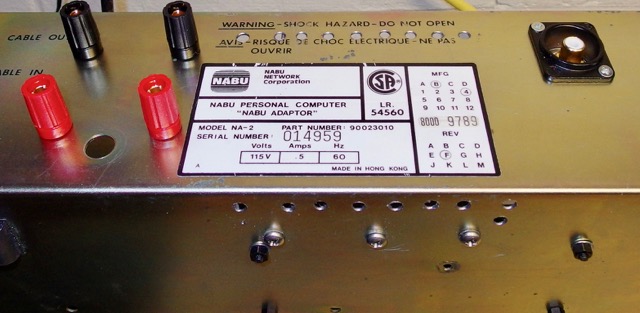 WARNING-SHOCK HAZARD-DO NOT OPEN
CABLE OUT
AVIS-RISQUE DE CHOC ELECTRIQUE-NE PAS
OUVRIR
ABLE IN
NABU
NABU
NETWORK
Corporation
SA
LR.
54560
NABU PERSONAL COMPUTER
"NABU ADAPTOR"
MODEL NA-2 PART NUMBER: 90023010
SERIAL NUMBER: 014959
Volts Amps Hz
115V .5 60
A
MADE IN HONG KONG
MFG
A B C D
1 2 3 4
5 6 7 8
9 10 11 12
800D 9789
REV
A B C D
E F G H
J K L M